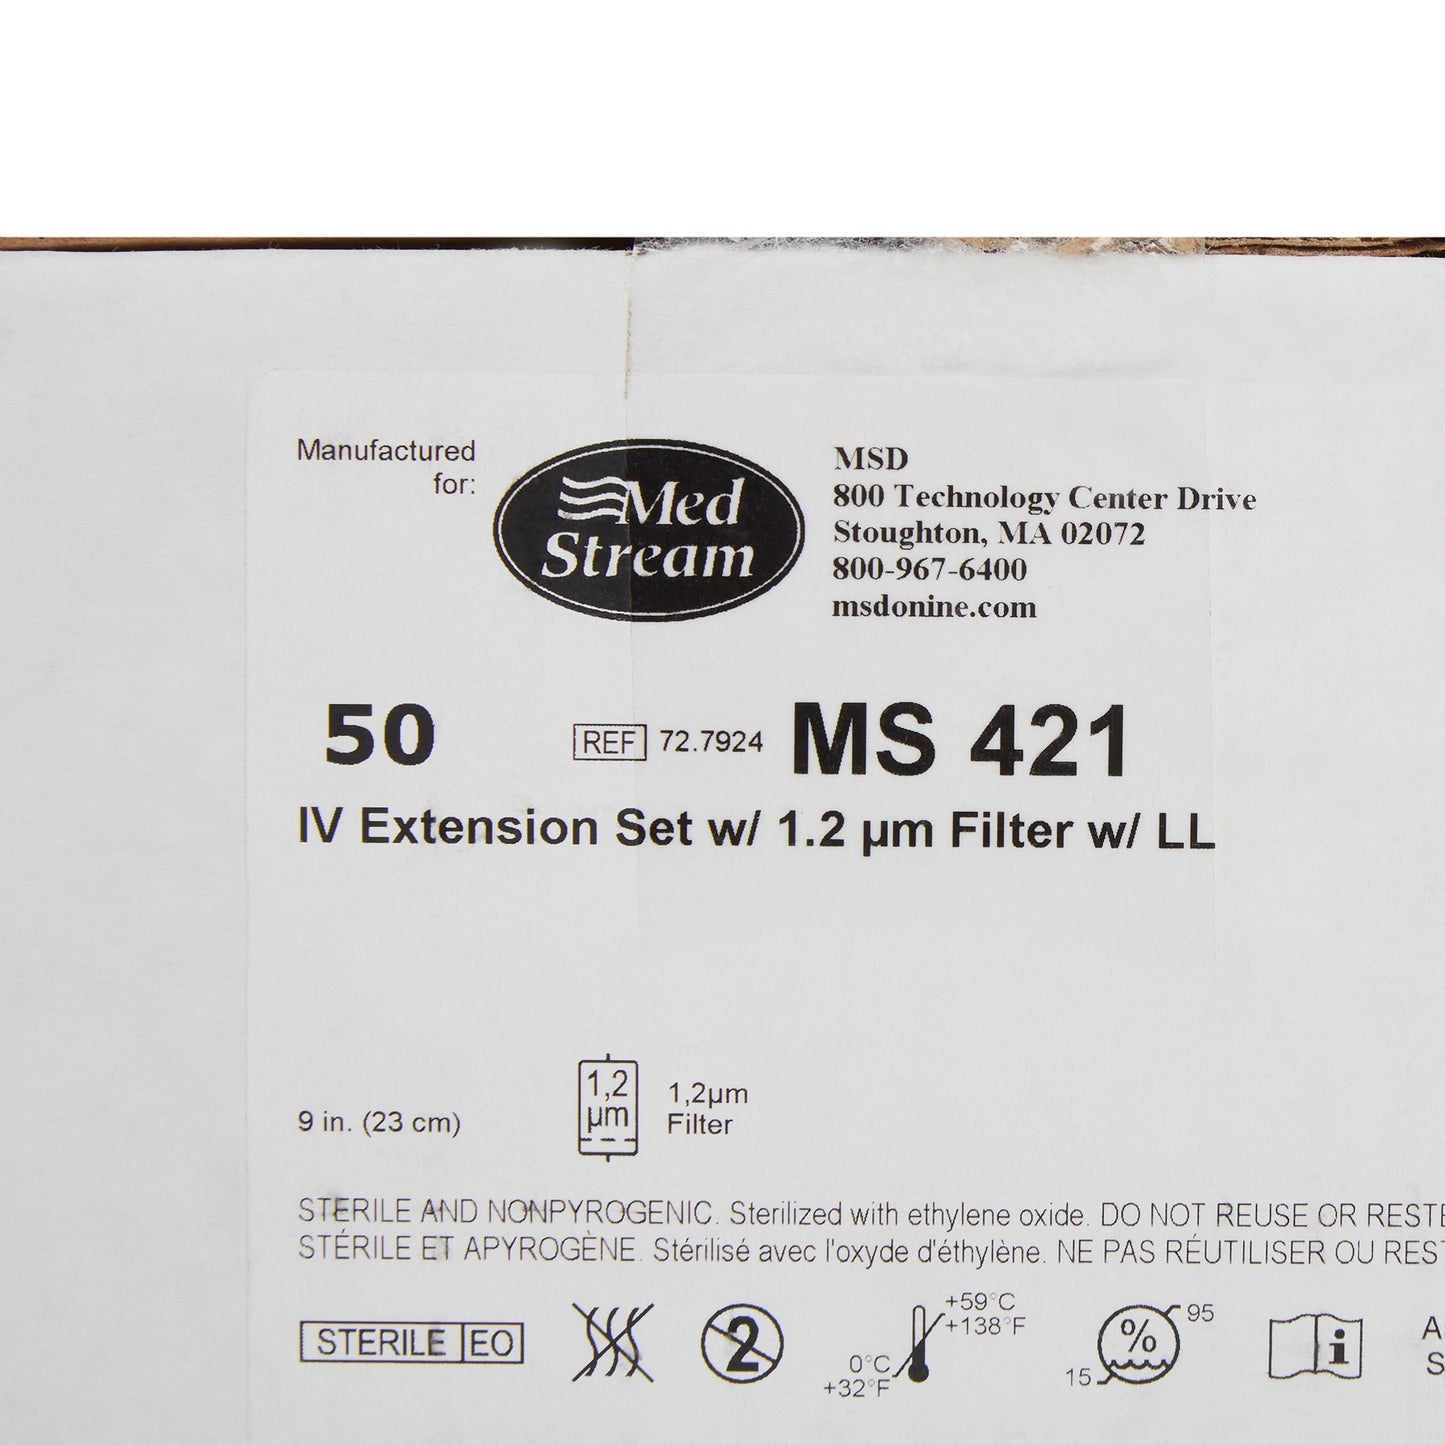 Manufactured
for:
Med
Stream
MSD
800 Technology Center Drive
Stoughton, MA 02072
800-967-6400
msdonine.com
50
REF 72.7924 MS 421
IV Extension Set w/ 1.2 µm Filter w/ LL
9 in. (23 cm)
1,2
µm
1,2µm
Filter
STERILE AND NONPYROGENIC. Sterilized with ethylene oxide. DO NOT REUSE OR RESTE
STÉRILE ET APYROGÈNE. Stérilisé avec l'oxyde d'éthylène. NE PAS RÉUTILISER OU REST
STERILE EO
2
+59°C
+138°F
0°C
+32°F
%
95
15
i
A
S